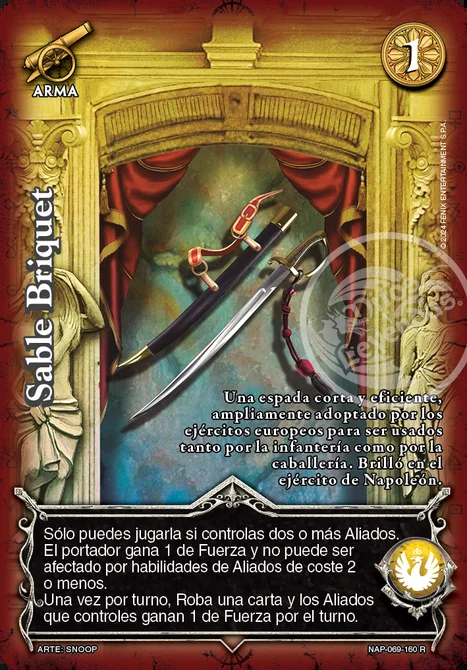 ARMA
1
© 2024 FENIX ENTERTAINMENT S.P.A.
Sable Briquet
Mitos y Leyendas
Una espada corta y eficiente,
ampliamente adoptado por los
ejércitos europeos para ser usados
tanto por la infantería como por la
caballería. Brilló en el
ejército de Napoleón.
Sólo puedes jugarla si controlas dos o más Aliados.
El portador gana 1 de Fuerza y no puede ser
afectado por habilidades de Aliados de coste 2
o menos.
Una vez por turno, Roba una carta y los Aliados
que controles ganan 1 de Fuerza por el turno.
ARTE: SNOOP
NAP-069-160 R